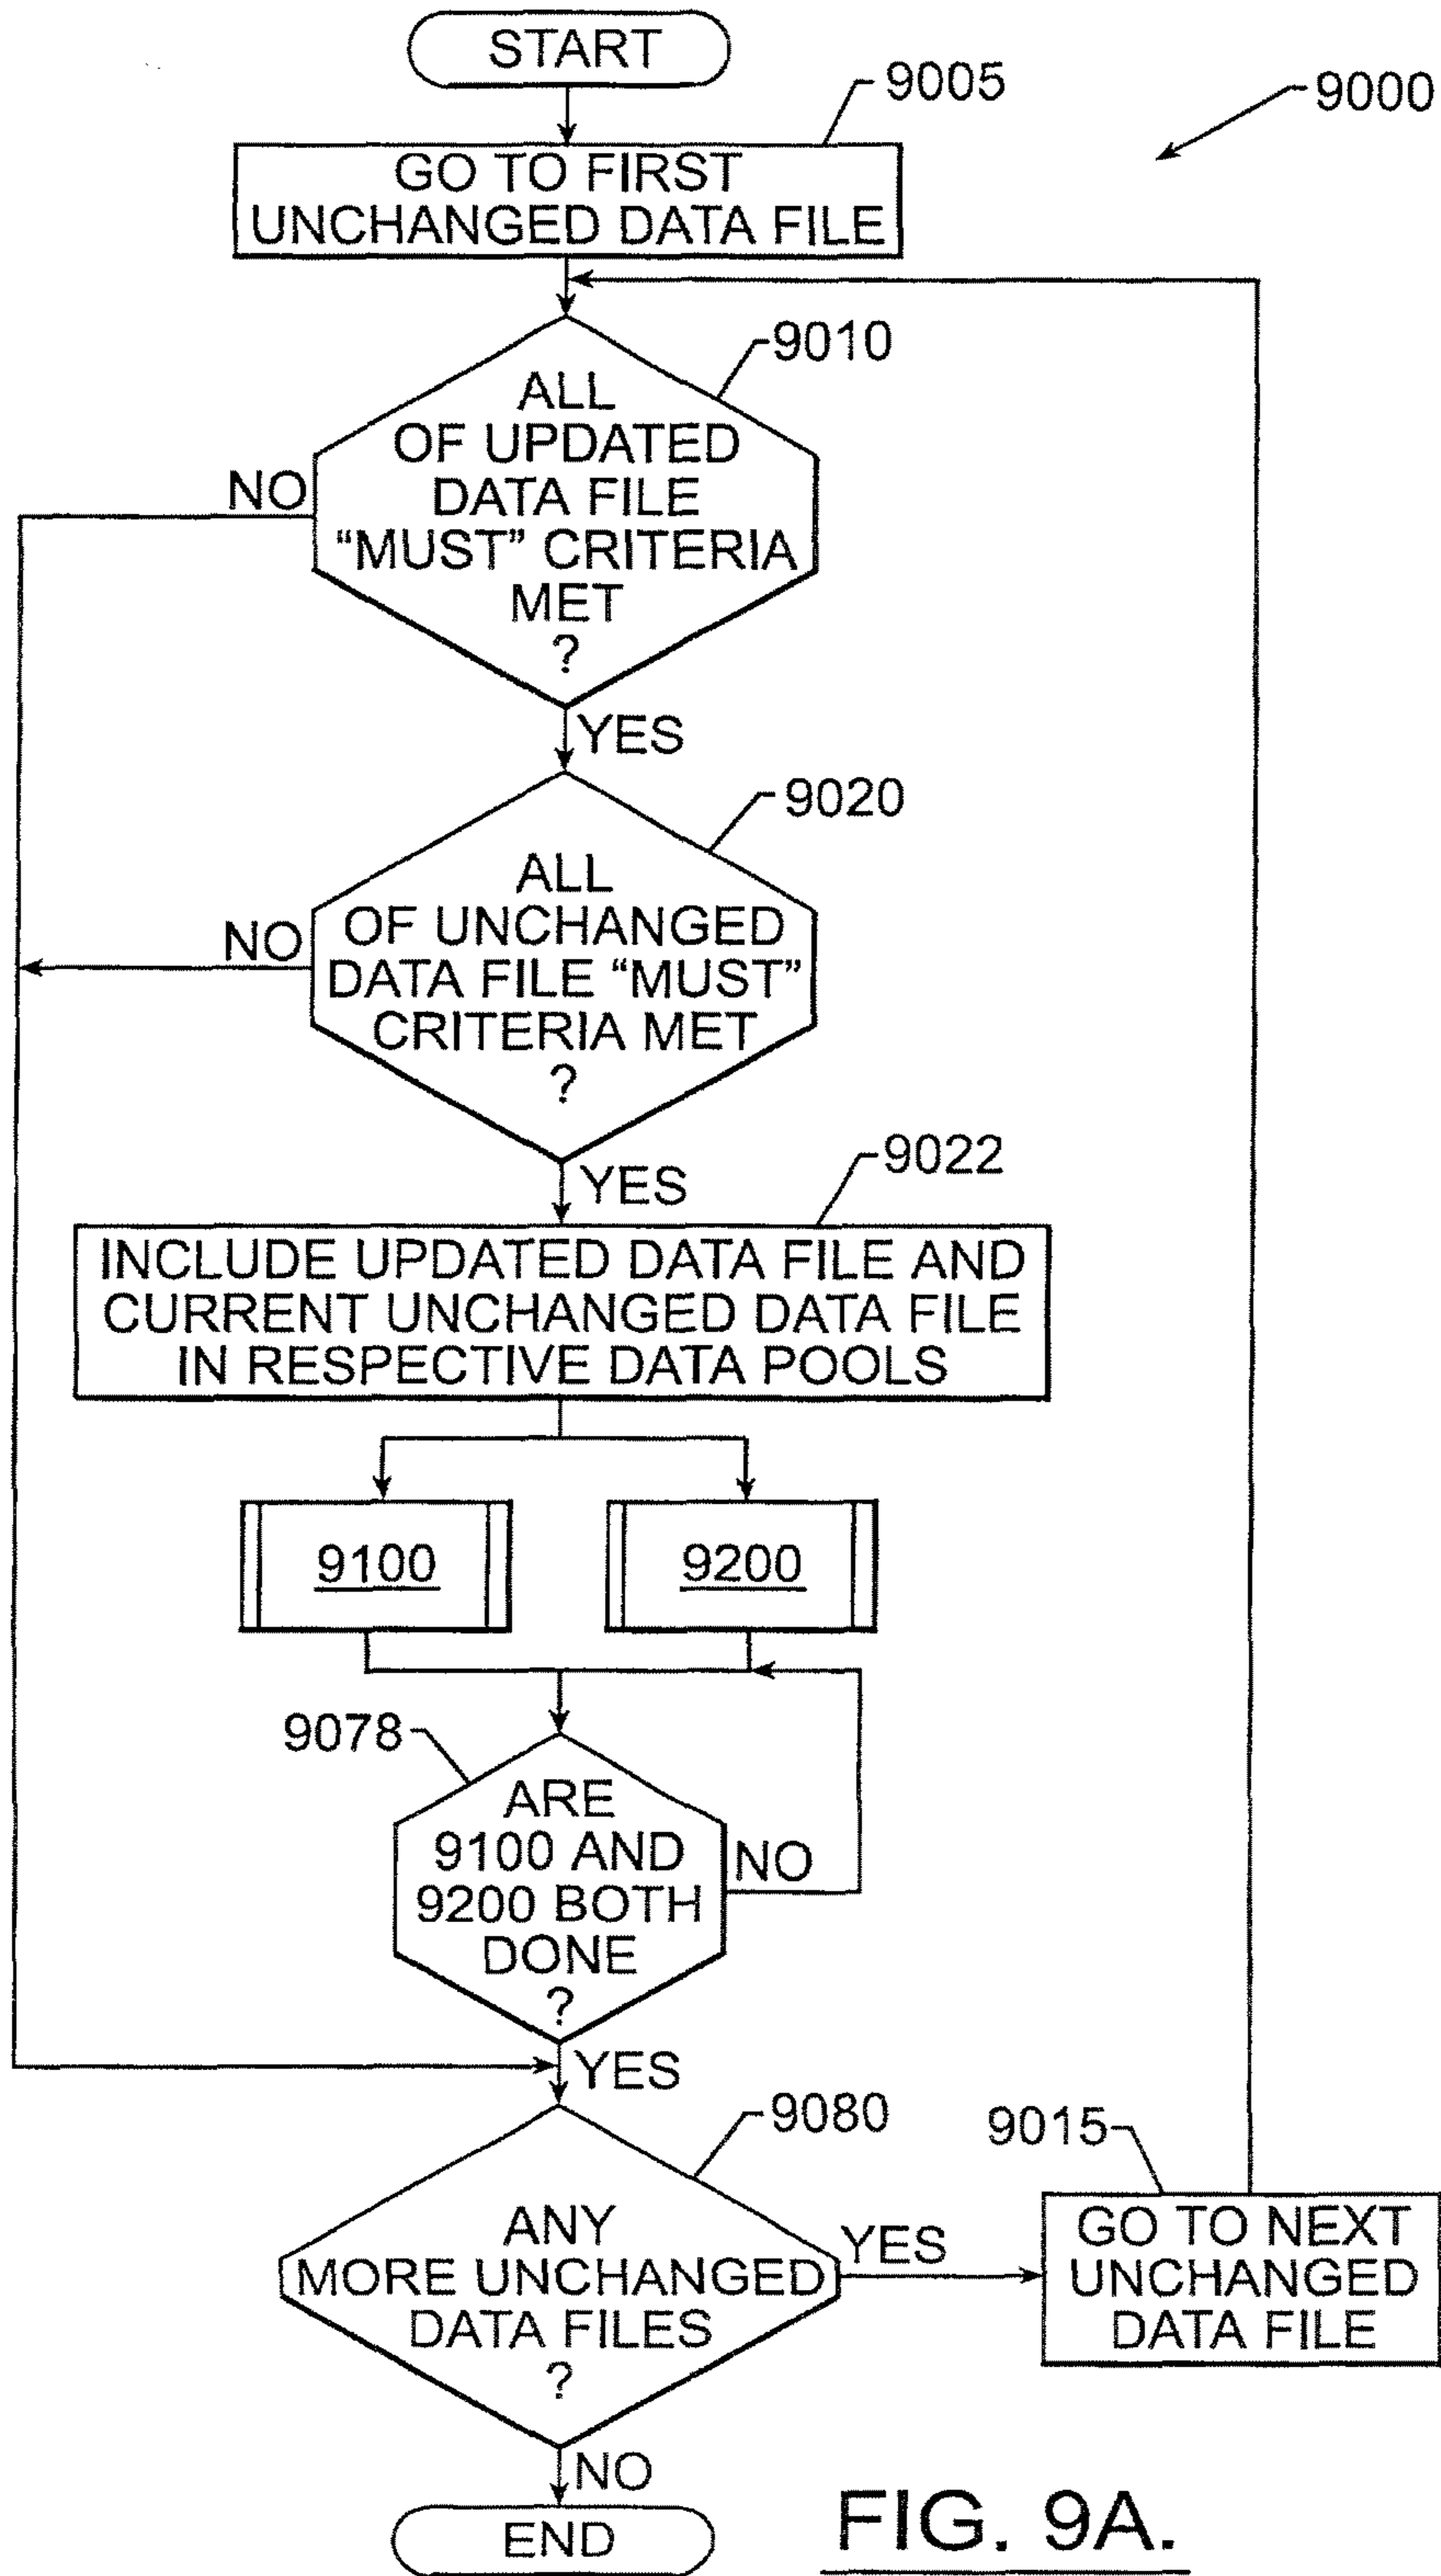 START
9005
9000
GO TO FIRST
UNCHANGED DATA FILE
9010
ALL
OF UPDATED
DATA FILE
“MUST” CRITERIA
MET
?
NO
YES
9020
ALL
OF UNCHANGED
DATA FILE “MUST”
CRITERIA MET
?
NO
YES
9022
INCLUDE UPDATED DATA FILE AND
CURRENT UNCHANGED DATA FILE
IN RESPECTIVE DATA POOLS
9100
9200
9078
ARE
9100 AND
9200 BOTH
DONE
?
NO
YES
9080
ANY
MORE UNCHANGED
DATA FILES
?
YES
9015
GO TO NEXT
UNCHANGED
DATA FILE
NO
END
FIG. 9A.